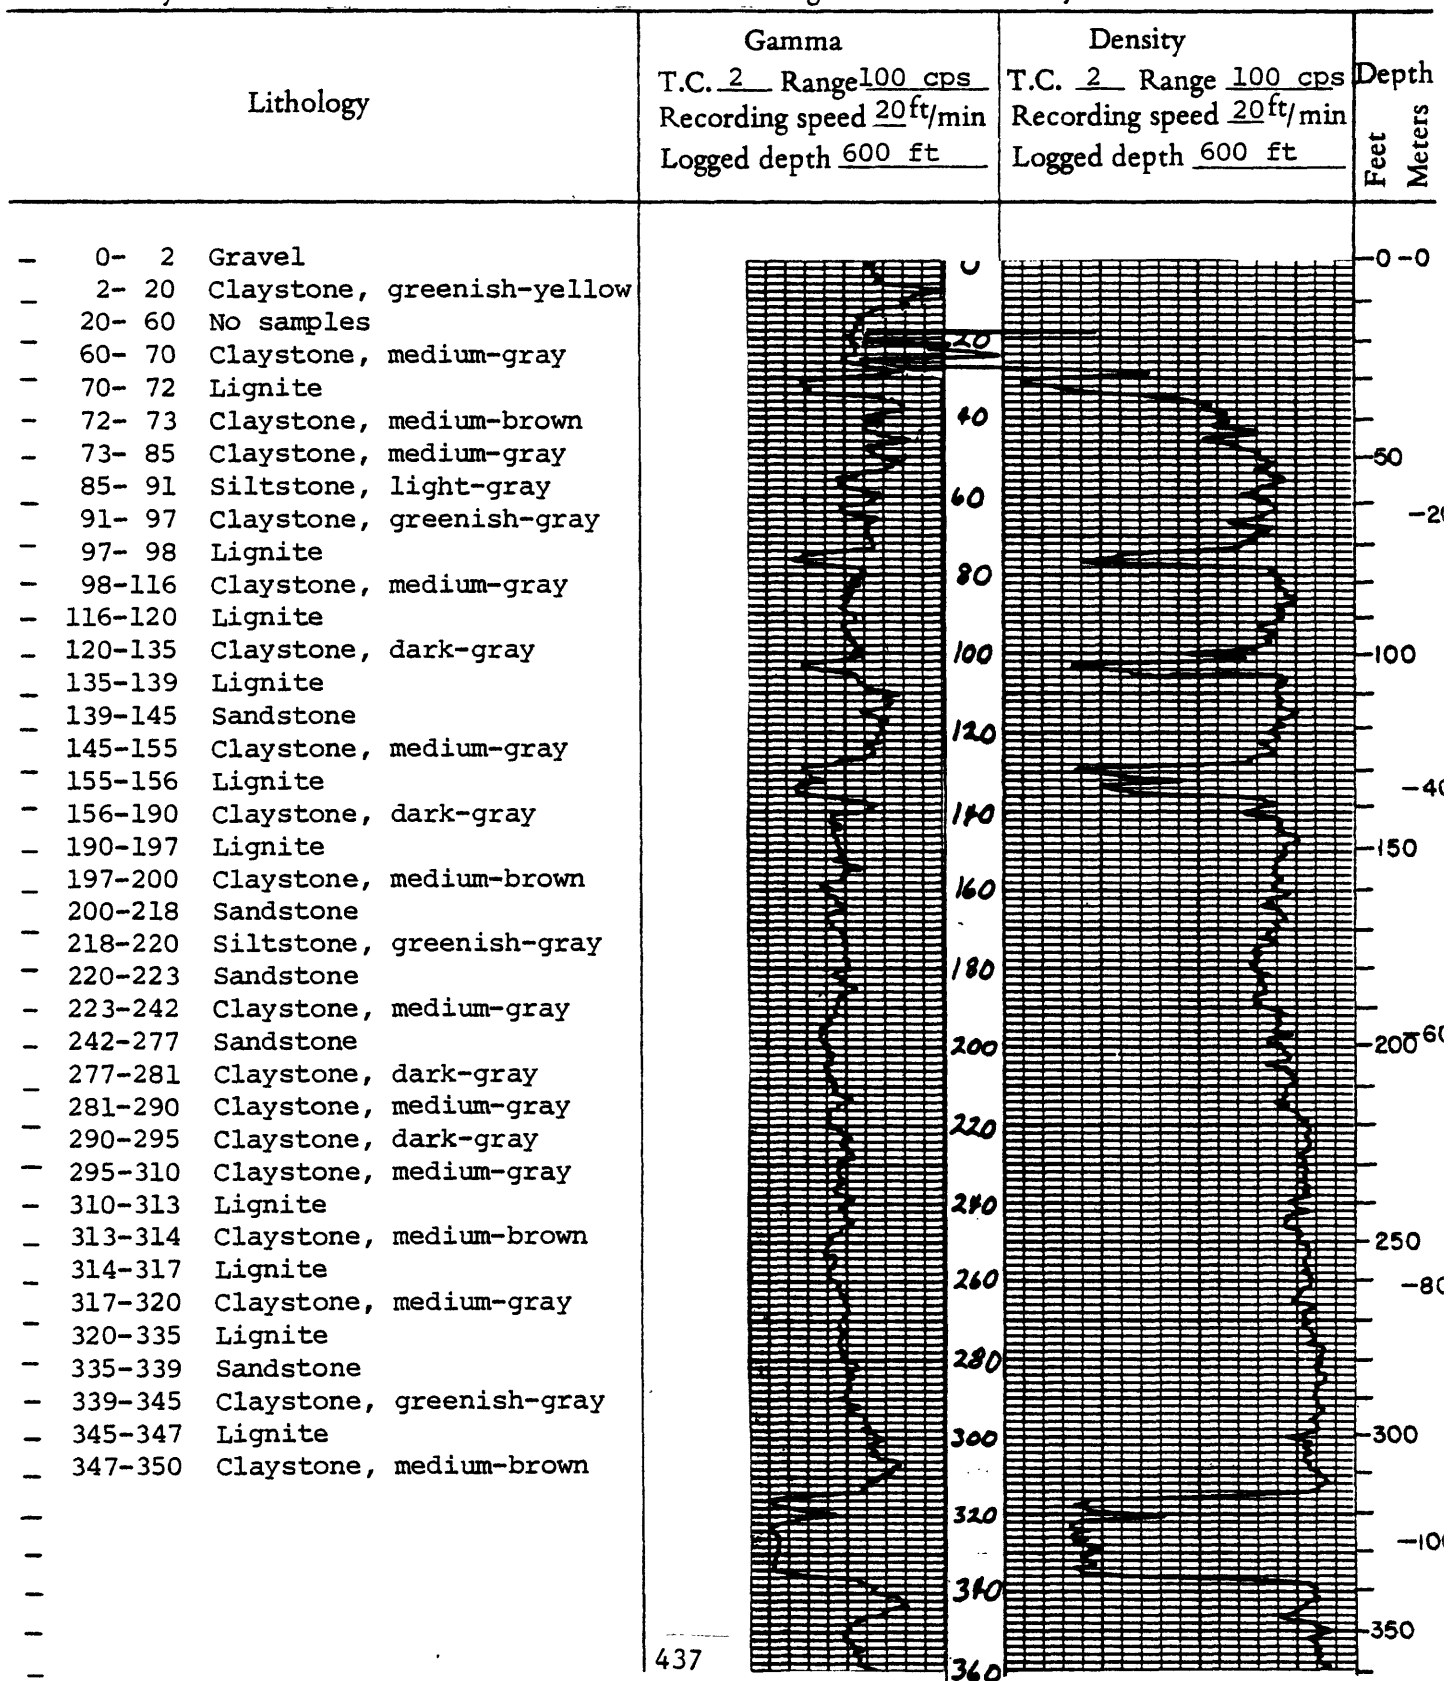 Gamma
Density
Lithology
T.C. 2 Range 100 cps
T.C. 2 Range 100 cps
Depth
Recording speed 20 ft/min
Recording speed 20 ft/min
Logged depth 600 ft
Logged depth 600 ft
Feet
Meters
0- 2 Gravel
2- 20 Claystone, greenish-yellow
20- 60 No samples
60- 70 Claystone, medium-gray
70- 72 Lignite
72- 73 Claystone, medium-brown
73- 85 Claystone, medium-gray
85- 91 Siltstone, light-gray
91- 97 Claystone, greenish-gray
97- 98 Lignite
98-116 Claystone, medium-gray
116-120 Lignite
120-135 Claystone, dark-gray
135-139 Lignite
139-145 Sandstone
145-155 Claystone, medium-gray
155-156 Lignite
156-190 Claystone, dark-gray
190-197 Lignite
197-200 Claystone, medium-brown
200-218 Sandstone
218-220 Siltstone, greenish-gray
220-223 Sandstone
223-242 Claystone, medium-gray
242-277 Sandstone
277-281 Claystone, dark-gray
281-290 Claystone, medium-gray
290-295 Claystone, dark-gray
295-310 Claystone, medium-gray
310-313 Lignite
313-314 Claystone, medium-brown
314-317 Lignite
317-320 Claystone, medium-gray
320-335 Lignite
335-339 Sandstone
339-345 Claystone, greenish-gray
345-347 Lignite
347-350 Claystone, medium-brown
0
20
40
60
80
100
120
140
160
180
200
220
240
260
280
300
320
340
360
0
50
100
150
200
250
300
350
-0
-20
-40
-60
-80
-100
437